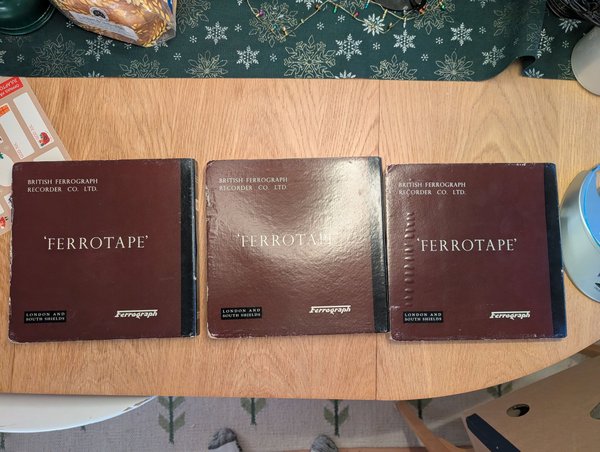 BRITISH FERROGRAPH
RECORDER CO. LTD.
'FERROTAPE'
LONDON AND
SOUTH SHIELDS
Ferrograph
BRITISH FERROGRAPH
RECORDER CO. LTD
'FERROTAPE'
LONDON AND
SOUTH SHIELDS
Ferrograph
BRITISH FERROGRAPH
RECORDER CO. LTD.
'FERROTAPE'
LONDON AND
SOUTH SHIELDS
Ferrograph